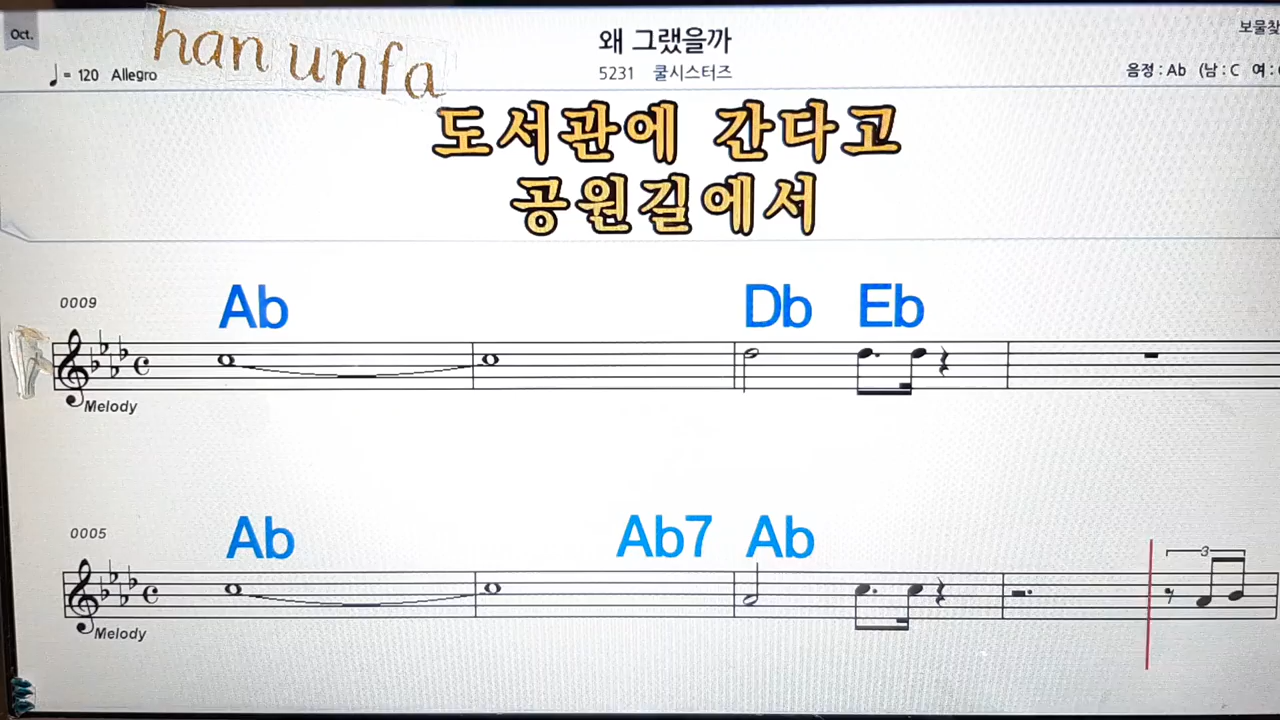 Oct.
han unfa
왜 그랬을까
보물찾
♩= 120 Allegro
5231 쿨시스터즈
음정 : Ab (남 : C 여 :
도서관에 간다고
공원길에서
0009
Ab Db Eb
Melody
0005
Ab Ab7 Ab
3
Melody